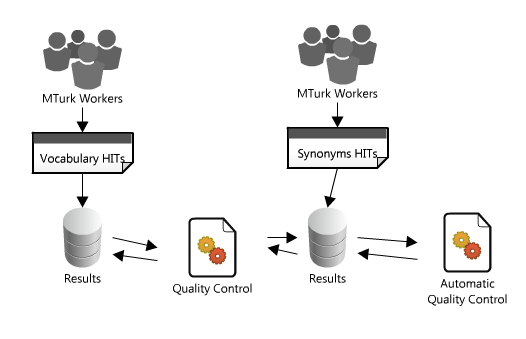 MTurk Workers
Vocabulary HITs
Results
Quality Control
MTurk Workers
Synonyms HITs
Results
Automatic
Quality Control